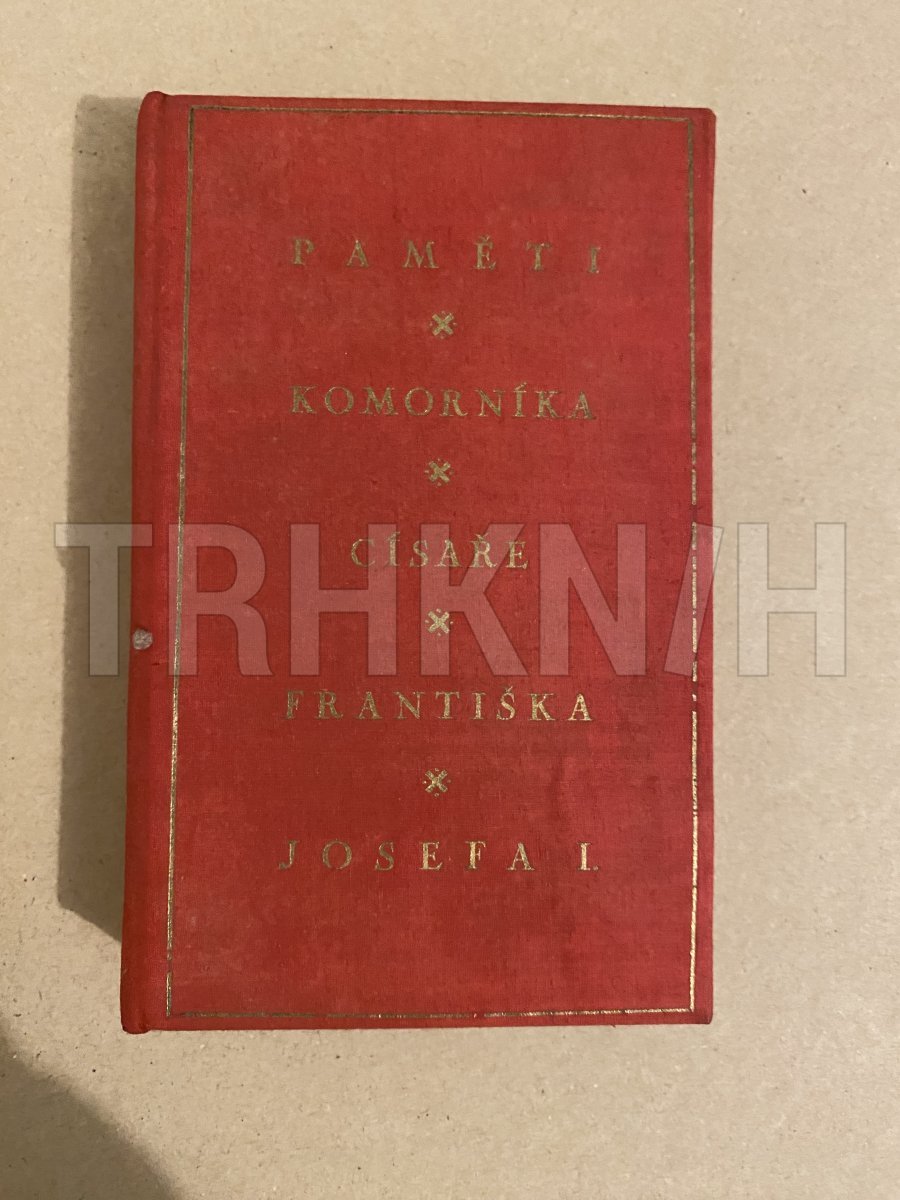 PAMĚTI
KOMORNÍKA
CÍSAŘE
TRHKNIH
FRANTIŠKA
JOSEFA I.